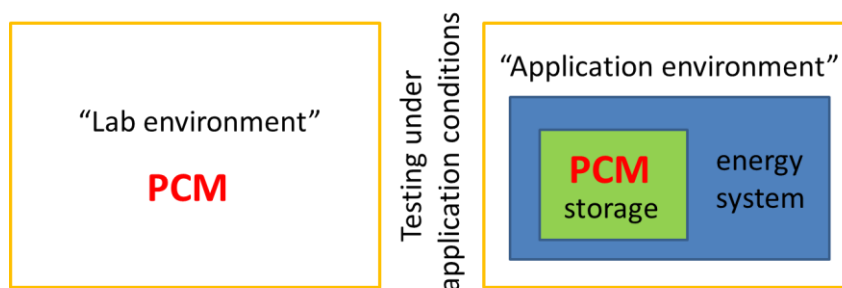 “Lab environment”
PCM
Testing under
application conditions
“Application environment”
PCM
storage
energy
system